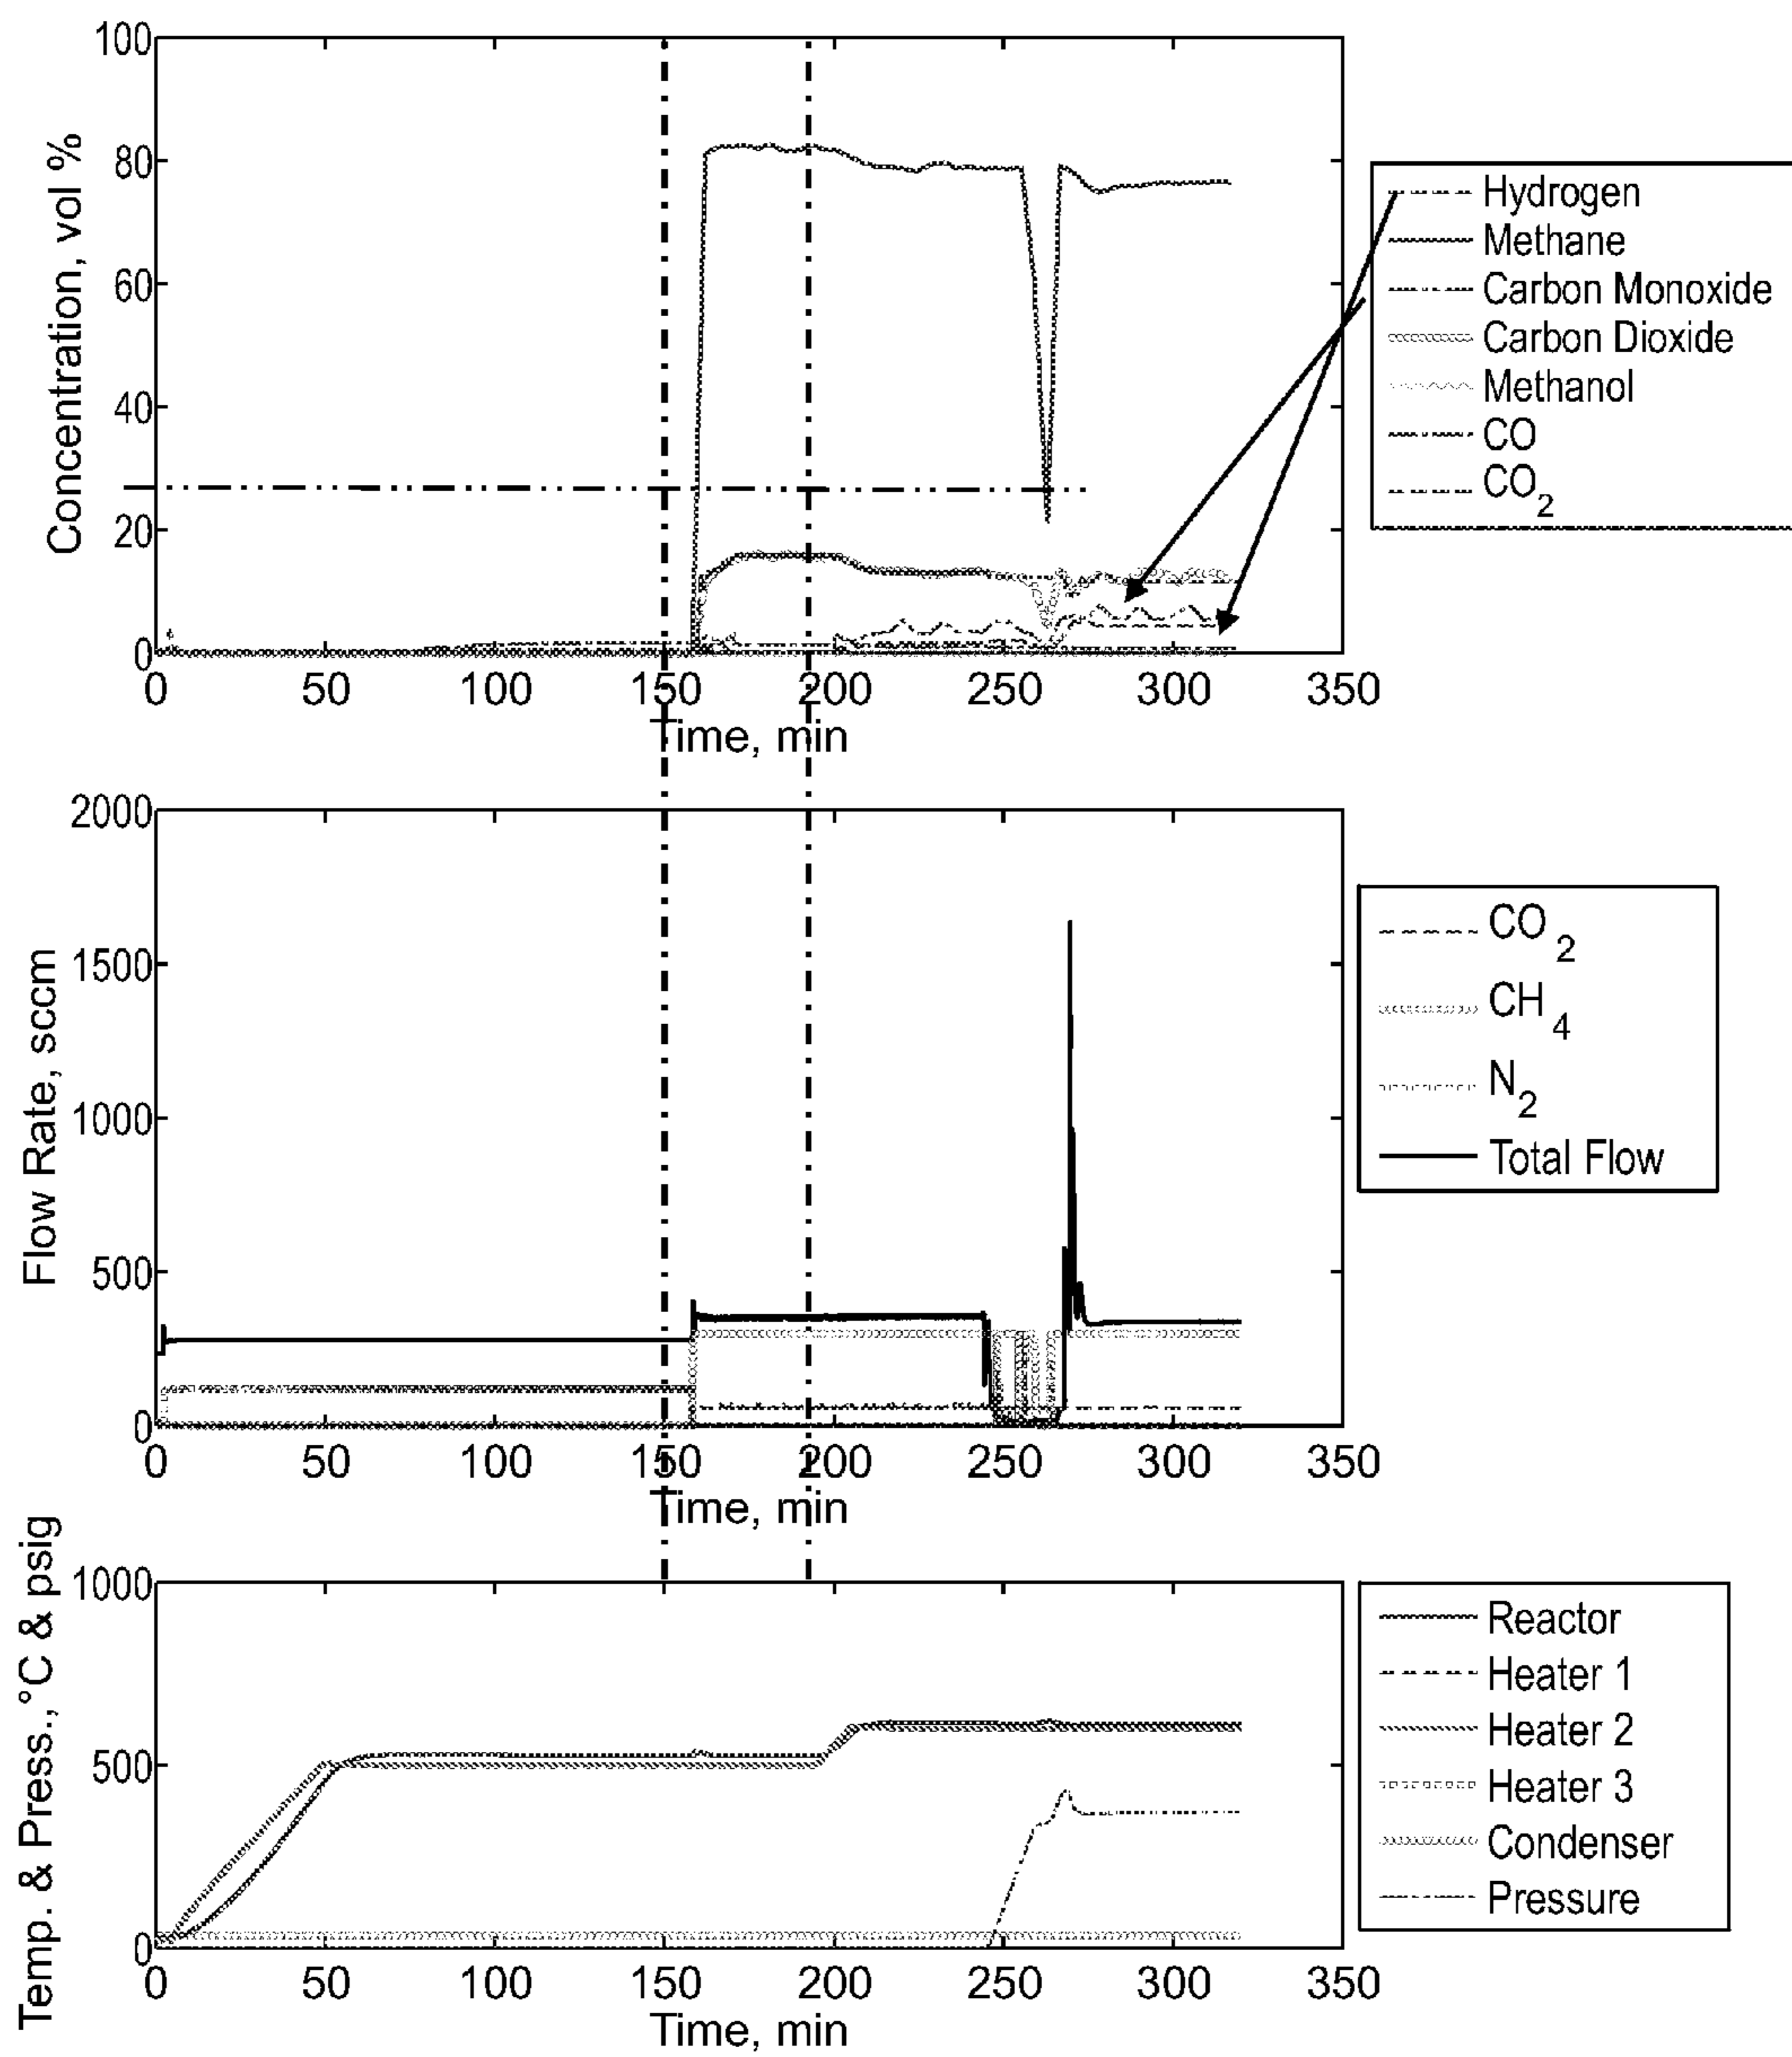 Concentration, vol %
100
80
60
40
20
0
0 50 100 150 200 250 300 350
Time, min
Hydrogen
Methane
Carbon Monoxide
Carbon Dioxide
Methanol
CO
CO2
Flow Rate, sccm
2000
1500
1000
500
0
0 50 100 150 200 250 300 350
Time, min
CO2
CH4
N2
Total Flow
Temp. & Press.,°C & psig
1000
500
0
0 50 100 150 200 250 300 350
Time, min
Reactor
Heater 1
Heater 2
Heater 3
Condenser
Pressure